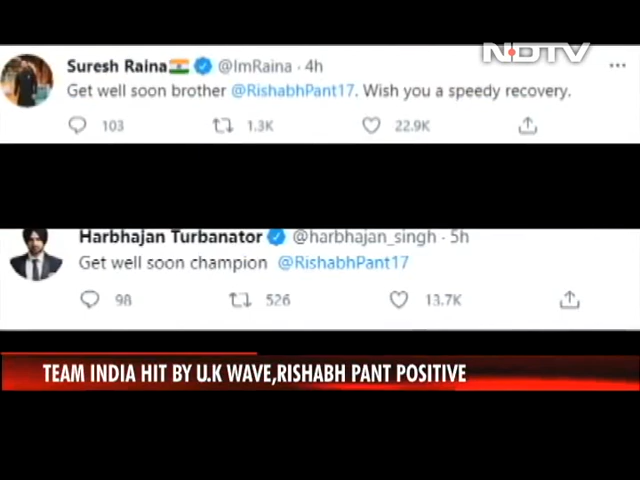 NDTV
Suresh Raina🇮🇳 @ImRaina · 4h
Get well soon brother @RishabhPant17. Wish you a speedy recovery.
103 1.3K 22.9K
Harbhajan Turbanator @harbhajan_singh · 5h
Get well soon champion @RishabhPant17
98 526 13.7K
TEAM INDIA HIT BY U.K WAVE,RISHABH PANT POSITIVE